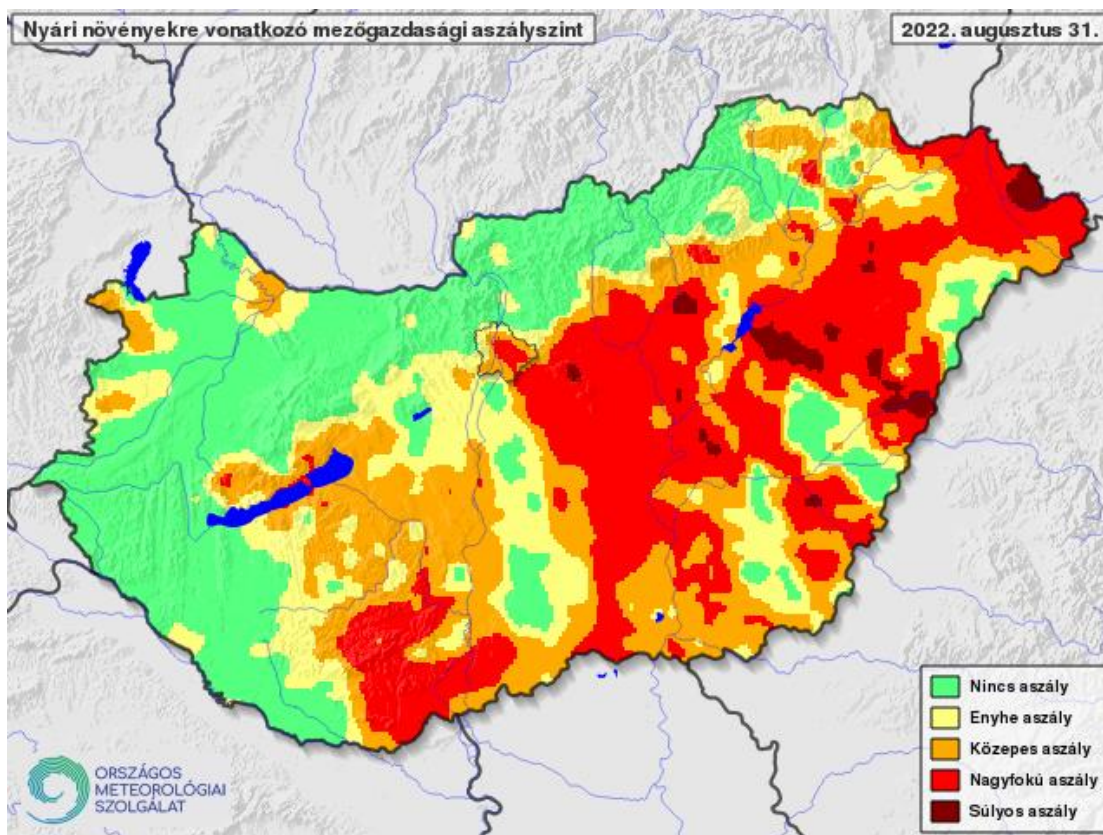 Nyári növényekre vonatkozó mezőgazdasági aszályszint
2022. augusztus 31.
Nincs aszály
Enyhe aszály
Közepes aszály
Nagyfokú aszály
Súlyos aszály
ORSZÁGOS
METEOROLÓGIAI
SZOLGÁLAT